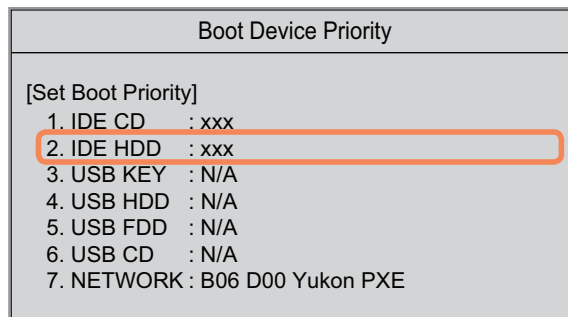 Boot Device Priority
[Set Boot Priority]
1. IDE CD : xxx
2. IDE HDD : xxx
3. USB KEY : N/A
4. USB HDD : N/A
5. USB FDD : N/A
6. USB CD : N/A
7. NETWORK : B06 D00 Yukon PXE